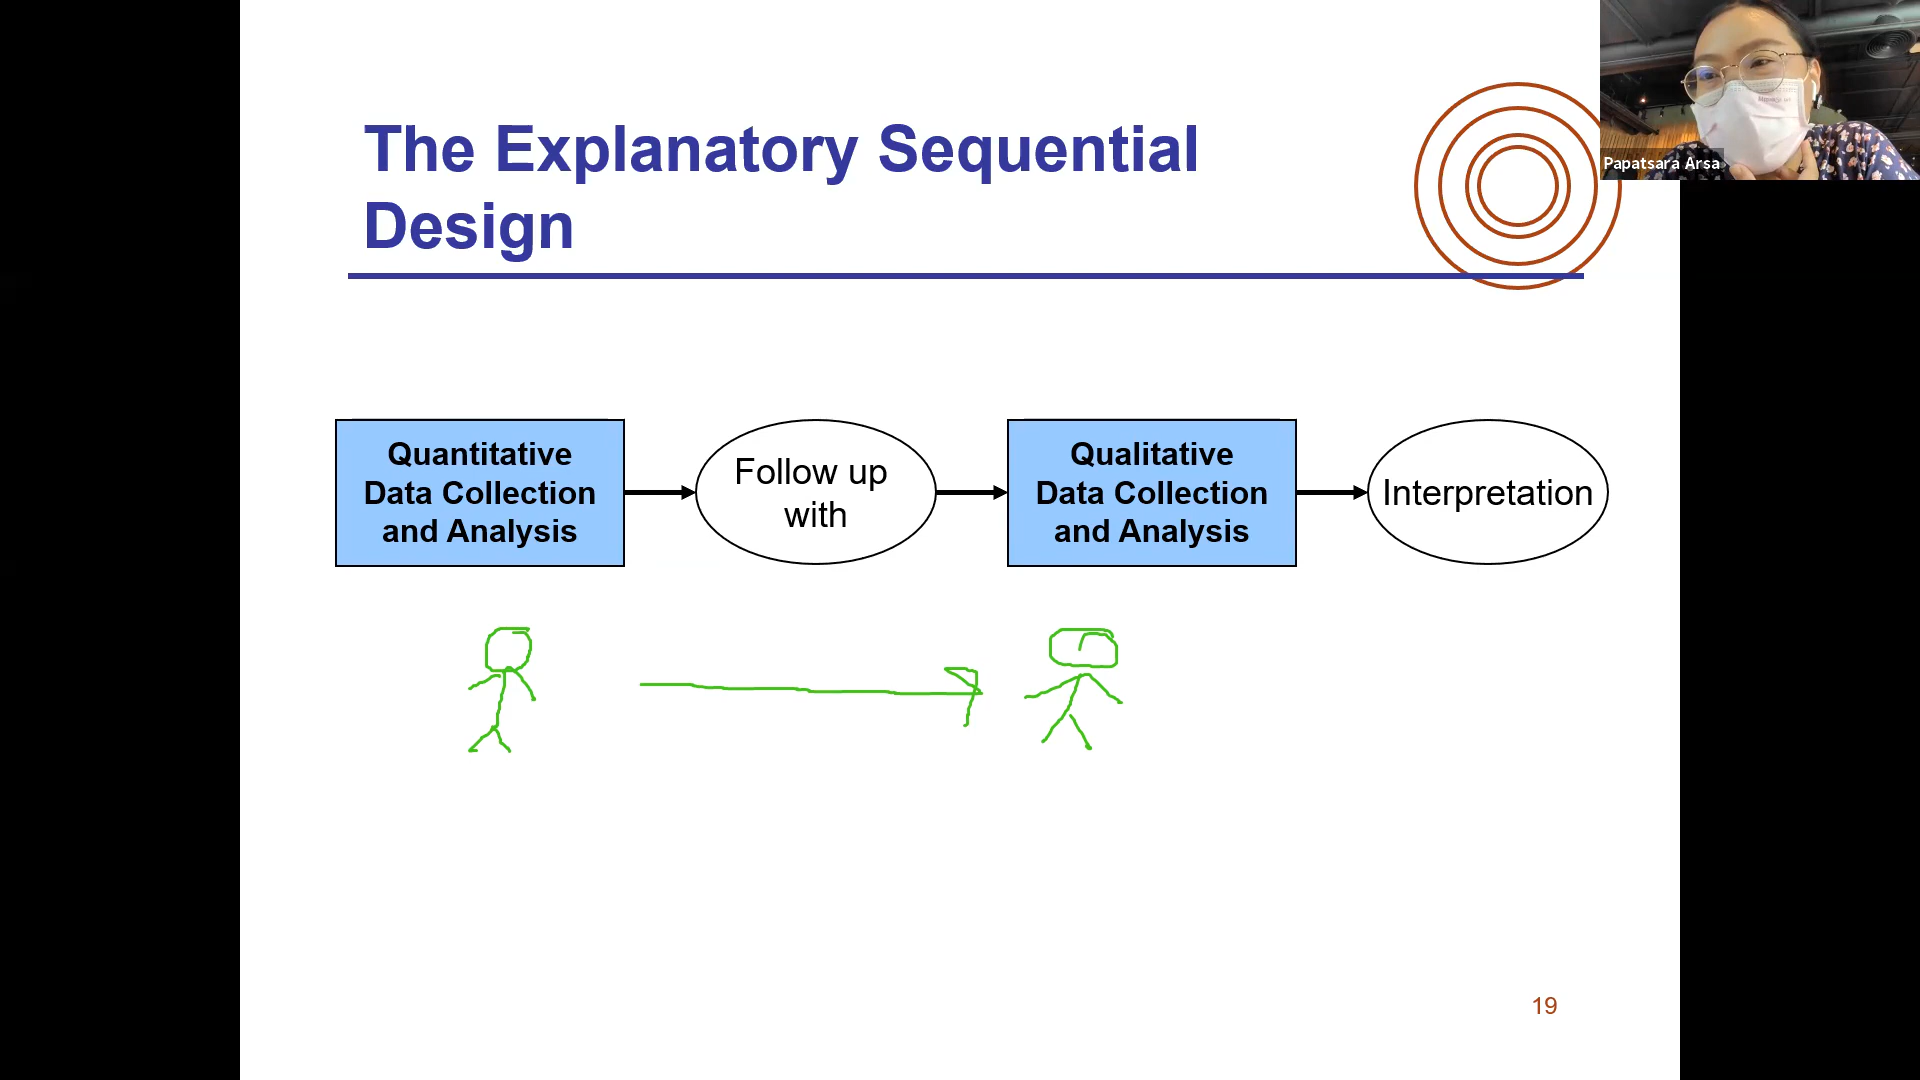 The Explanatory Sequential
Design
Quantitative
Data Collection
and Analysis
Follow up
with
Qualitative
Data Collection
and Analysis
Interpretation
19
Papatsara Arsa